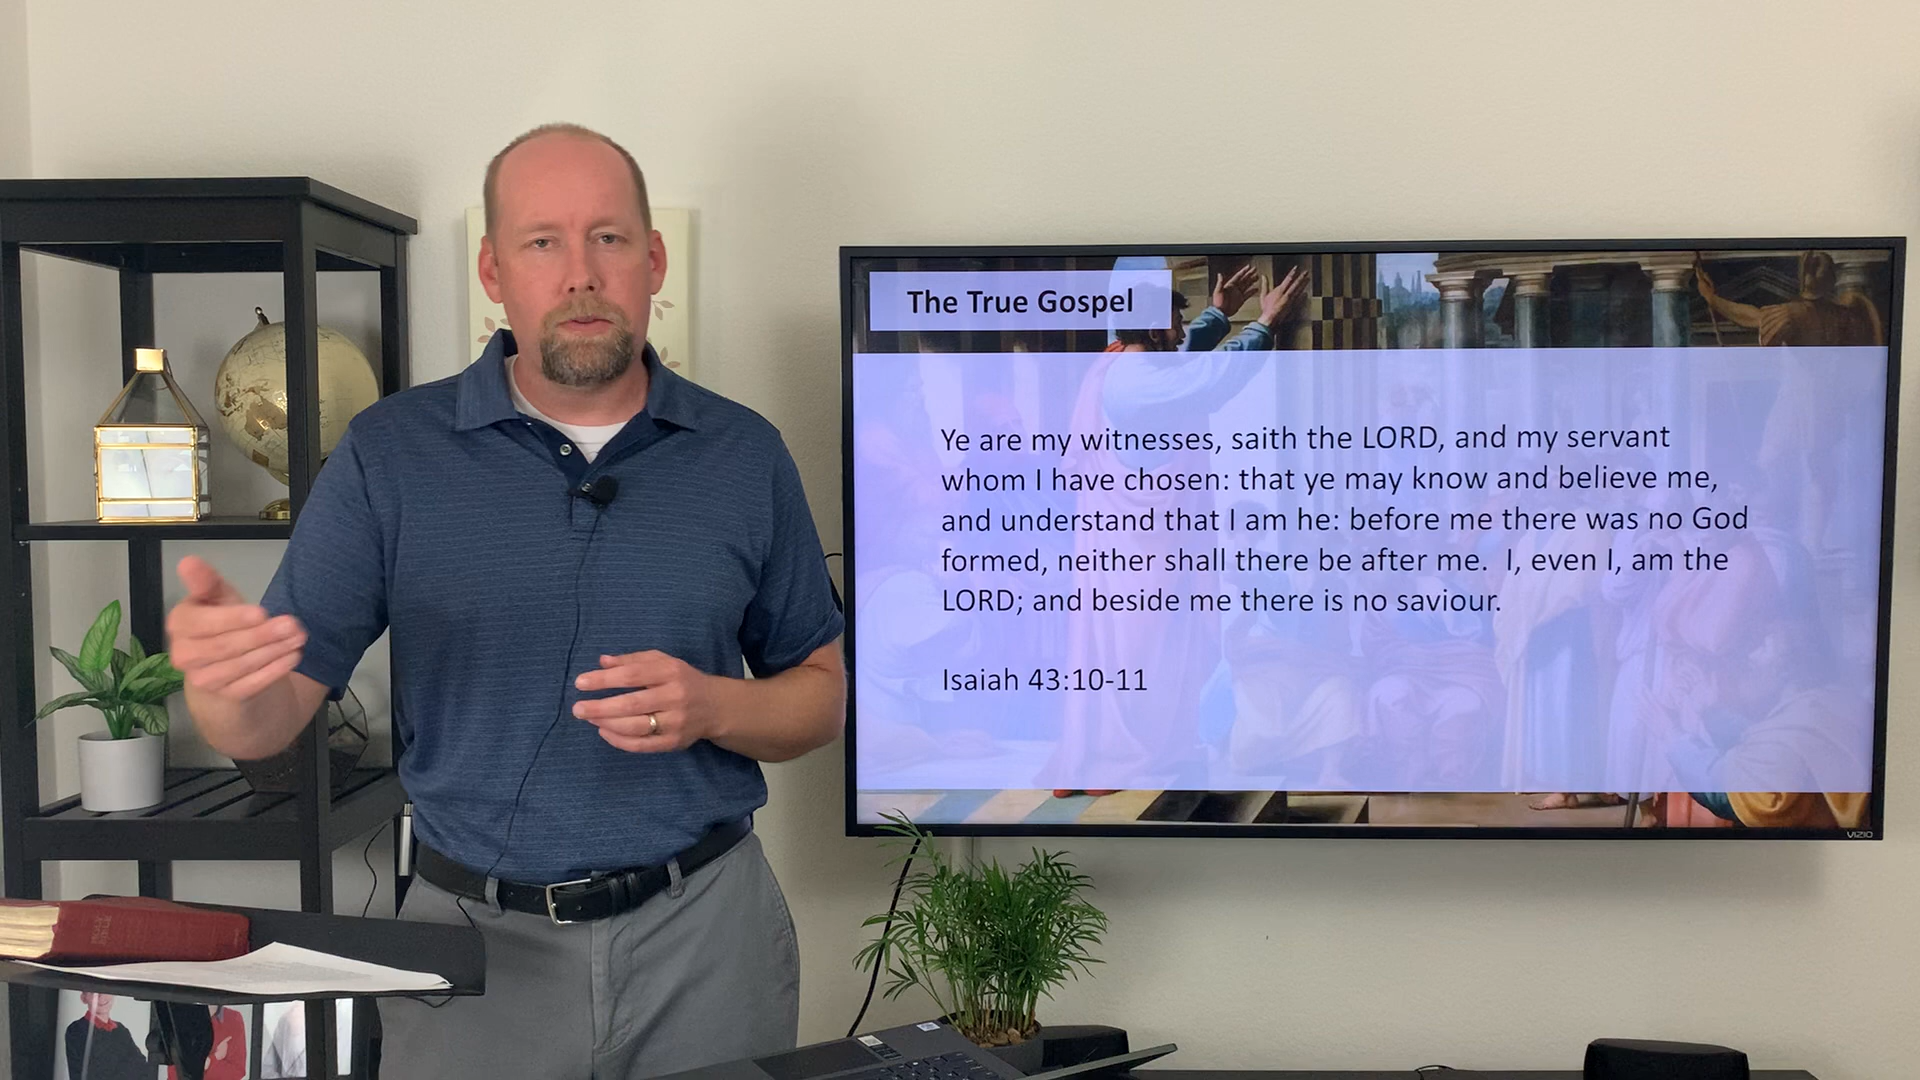 The True Gospel
Ye are my witnesses, saith the LORD, and my servant
whom I have chosen: that ye may know and believe me,
and understand that I am he: before me there was no God
formed, neither shall there be after me.  I, even I, am the
LORD; and beside me there is no saviour.
Isaiah 43:10-11
VIZIO
HOLY BIBLE